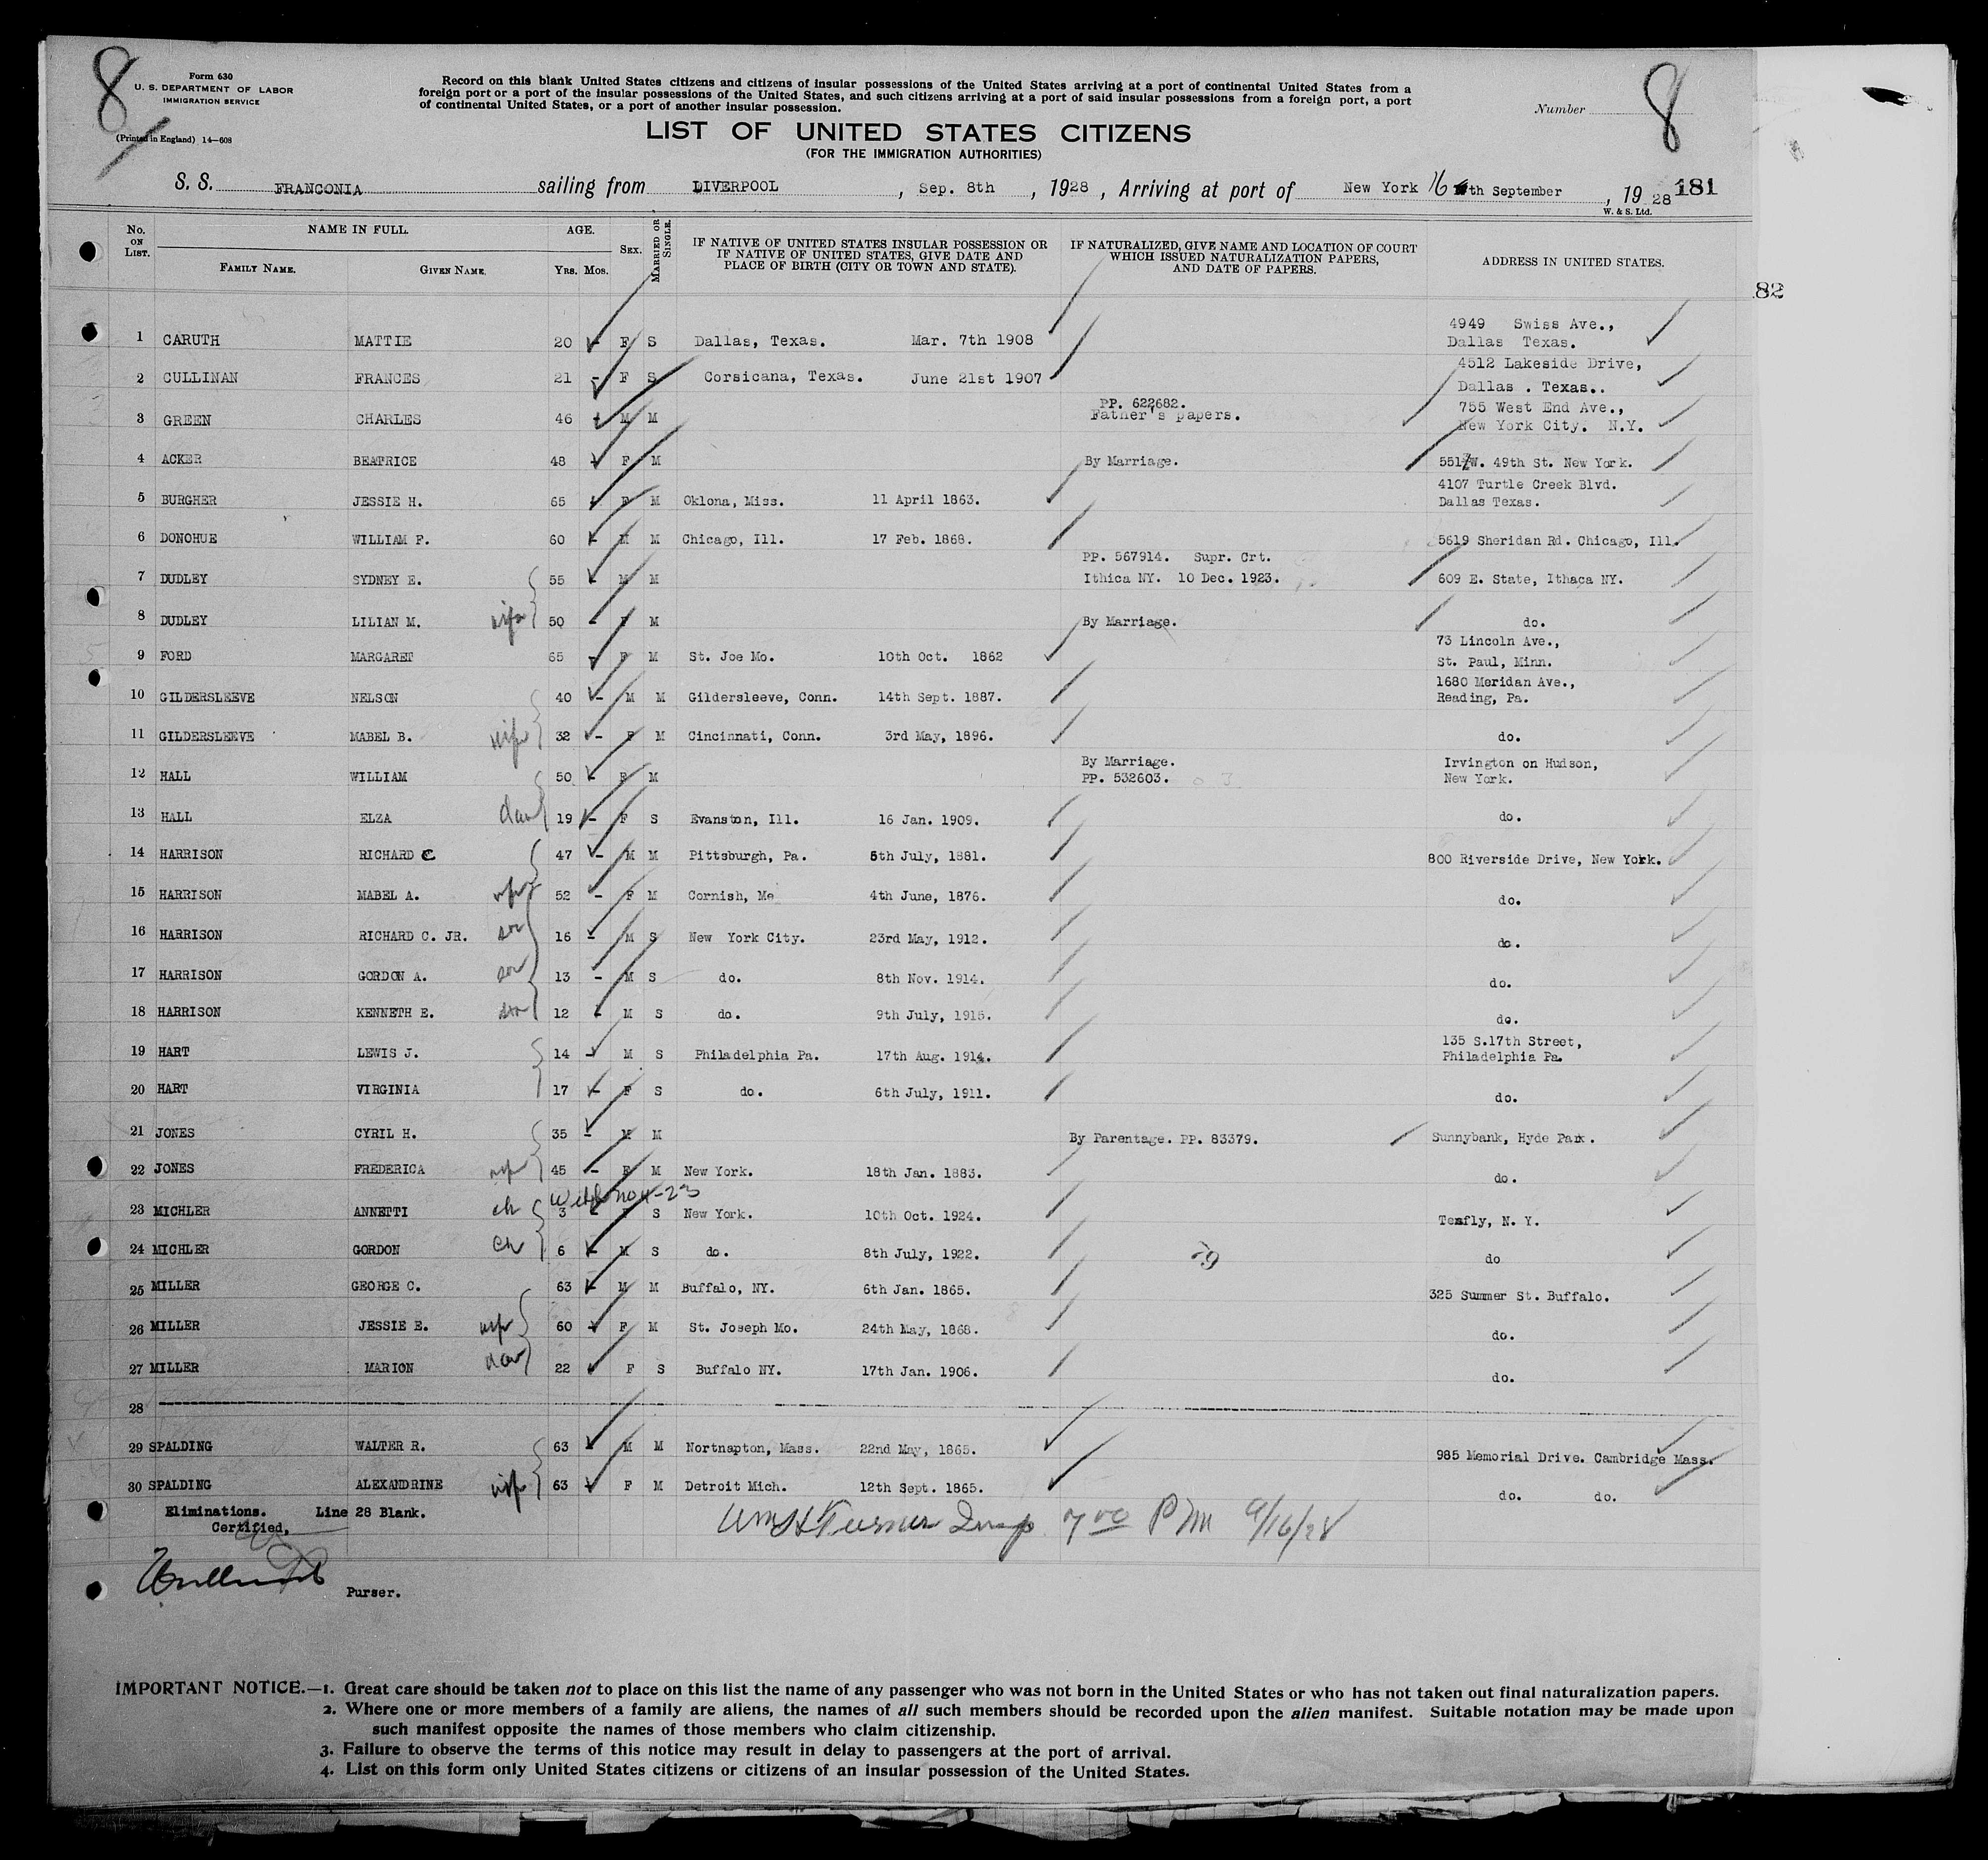 8
8
Form 630
U. S. DEPARTMENT OF LABOR
IMMIGRATION SERVICE
(Printed in England) 14—608
Record on this blank United States citizens and citizens of insular possessions of the United States arriving at a port of continental United States from a
foreign port or a port of the insular possessions of the United States, and such citizens arriving at a port of said insular possessions from a foreign port, a port
of continental United States, or a port of another insular possession.
Number
LIST OF UNITED STATES CITIZENS
(FOR THE IMMIGRATION AUTHORITIES)
S. S. FRANCONIA sailing from LIVERPOOL, Sep. 8th, 1928, Arriving at port of New York 16 th September, 1928 181
W. & S. Ltd.
No. ON LIST. NAME IN FULL. AGE. SEX. MARRIED OR SINGLE. IF NATIVE OF UNITED STATES INSULAR POSSESSION OR IF NATIVE OF UNITED STATES, GIVE DATE AND PLACE OF BIRTH (CITY OR TOWN AND STATE). IF NATURALIZED, GIVE NAME AND LOCATION OF COURT WHICH ISSUED NATURALIZATION PAPERS, AND DATE OF PAPERS. ADDRESS IN UNITED STATES.
FAMILY NAME. GIVEN NAME. Yrs. Mos.
82
1 CARUTH MATTIE 20 - F S Dallas, Texas. Mar. 7th 1908 4949 Swiss Ave., Dallas Texas.
2 CULLINAN FRANCES 21 - F S Corsicana, Texas. June 21st 1907 4512 Lakeside Drive, Dallas . Texas..
3 GREEN CHARLES 46 - M M PP. 622682. Father's papers. 755 West End Ave., New York City. N.Y.
4 ACKER BEATRICE 48 - F M By Marriage. 551 W. 49th St. New York.
5 BURGHER JESSIE H. 65 - F M Oklona, Miss. 11 April 1863. 4107 Turtle Creek Blvd. Dallas Texas.
6 DONOHUE WILLIAM F. 60 - M M Chicago, Ill. 17 Feb. 1868. 5619 Sheridan Rd. Chicago, Ill.
7 DUDLEY SYDNEY E. 55 - M M PP. 567914. Supr. Crt. Ithica NY. 10 Dec. 1923. 609 E. State, Ithaca NY.
8 DUDLEY LILIAN M. wife 50 - F M By Marriage. do.
9 FORD MARGARET 65 - F M St. Joe Mo. 10th Oct. 1862 73 Lincoln Ave., St. Paul, Minn.
10 GILDERSLEEVE NELSON 40 - M M Gildersleeve, Conn. 14th Sept. 1887. 1680 Meridan Ave., Reading, Pa.
11 GILDERSLEEVE MABEL B. wife 32 - F M Cincinnati, Conn. 3rd May, 1896. do.
12 HALL WILLIAM 50 - F M By Marriage. PP. 532603. Irvington on Hudson, New York.
13 HALL ELZA dau 19 - F S Evanston, Ill. 16 Jan. 1909. do.
14 HARRISON RICHARD C 47 - M M Pittsburgh, Pa. 5th July, 1881. 800 Riverside Drive, New York.
15 HARRISON MABEL A. wife 52 - F M Cornish, Me 4th June, 1876. do.
16 HARRISON RICHARD C. JR. son 16 - M S New York City. 23rd May, 1912. do.
17 HARRISON GORDON A. son 13 - M S do. 8th Nov. 1914. do.
18 HARRISON KENNETH E. son 12 - M S do. 9th July, 1915. do.
19 HART LEWIS J. 14 - M S Philadelphia Pa. 17th Aug. 1914. 135 S.17th Street, Philadelphia Pa.
20 HART VIRGINIA 17 - F S do. 6th July, 1911. do.
21 JONES CYRIL H. 35 - M M By Parentage. PP. 83379. Sunnybank, Hyde Park.
22 JONES FREDERICA wife 45 - F M New York. 18th Jan. 1883. do.
23 MICHLER ANNETTI ch 3 - F S New York. 10th Oct. 1924. Tenfly, N. Y.
24 MICHLER GORDON ch 6 - M S do. 8th July, 1922. do
25 MILLER GEORGE C. 63 - M M Buffalo, NY. 6th Jan. 1865. 325 Summer St. Buffalo.
26 MILLER JESSIE E. wife 60 - F M St. Joseph Mo. 24th May, 1868. do.
27 MILLER MARION dau 22 F S Buffalo NY. 17th Jan. 1906. do.
28
29 SPALDING WALTER R. 63 - M M Nortnapton, Mass. 22nd May, 1865. 985 Memorial Drive. Cambridge Mass.
30 SPALDING ALEXANDRINE wife 63 - F M Detroit Mich. 12th Sept. 1865. do. do.
Eliminations. Line 28 Blank.
Certified,
Wm H Turner Insp 7 00 PM 9/16/28
Purser.
IMPORTANT NOTICE.—1. Great care should be taken not to place on this list the name of any passenger who was not born in the United States or who has not taken out final naturalization papers.
2. Where one or more members of a family are aliens, the names of all such members should be recorded upon the alien manifest. Suitable notation may be made upon
such manifest opposite the names of those members who claim citizenship.
3. Failure to observe the terms of this notice may result in delay to passengers at the port of arrival.
4. List on this form only United States citizens or citizens of an insular possession of the United States.